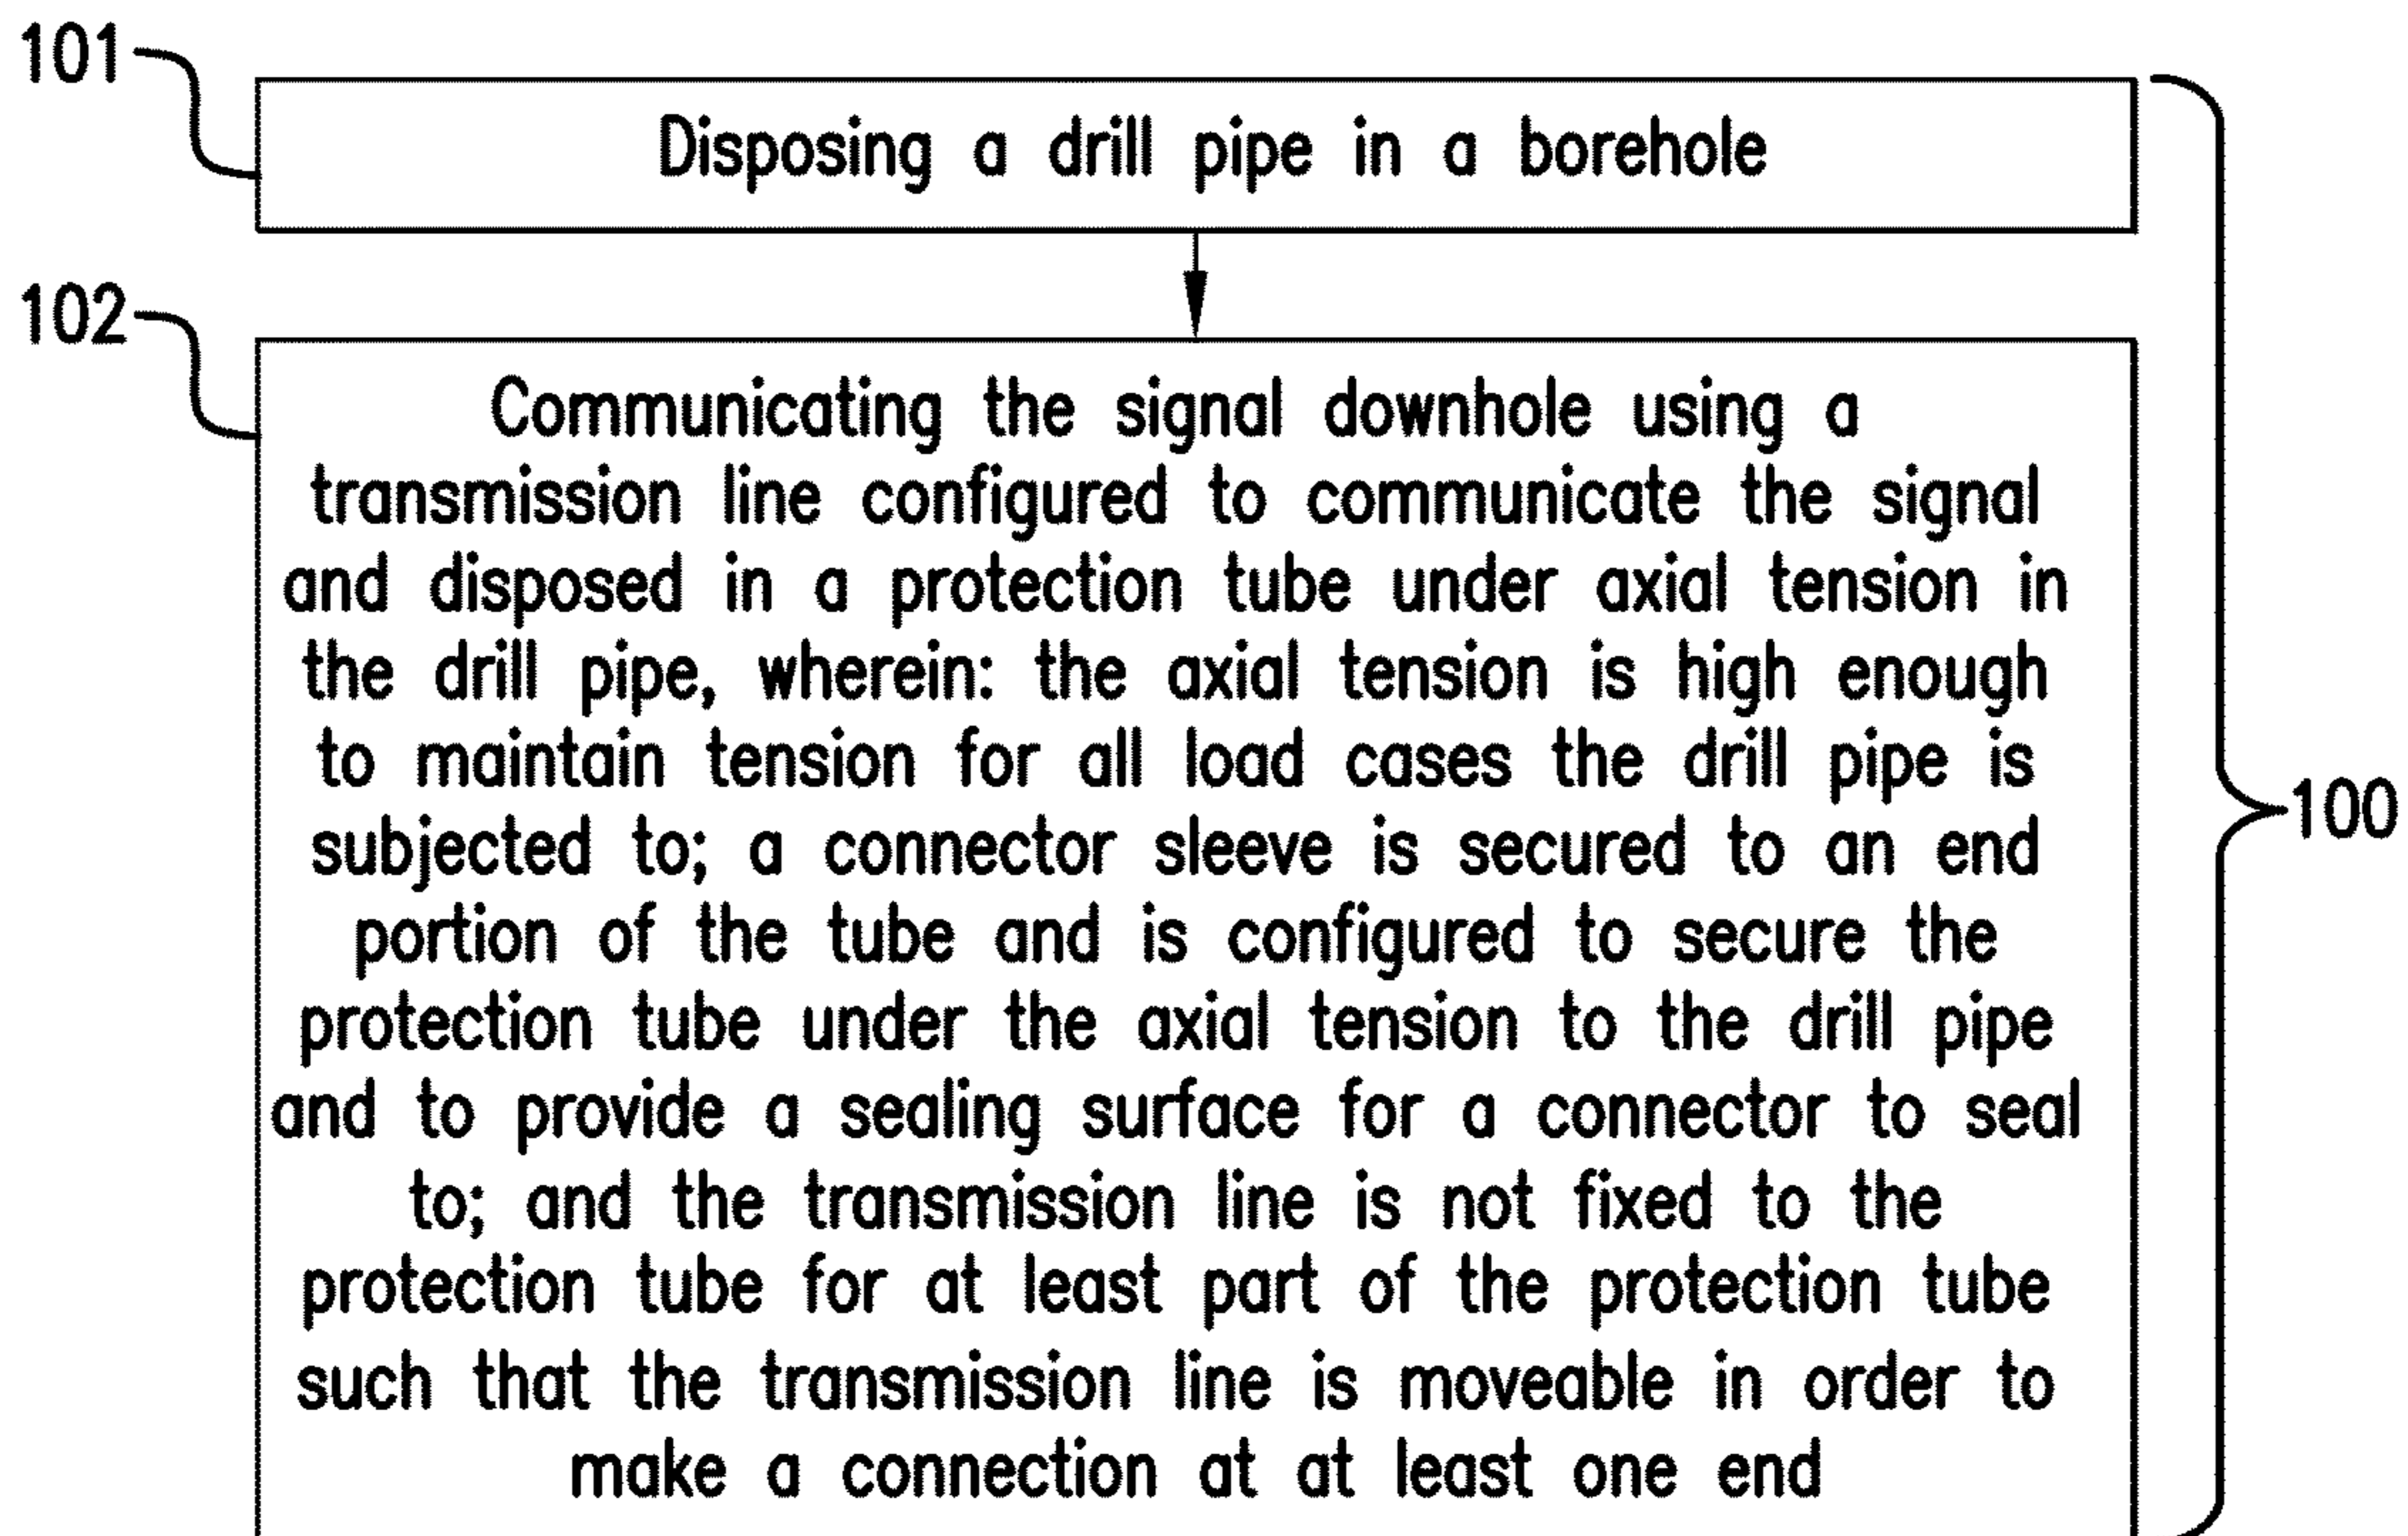 101
Disposing a drill pipe in a borehole
102
Communicating the signal downhole using a
transmission line configured to communicate the signal
and disposed in a protection tube under axial tension in
the drill pipe, wherein: the axial tension is high enough
to maintain tension for all load cases the drill pipe is
subjected to; a connector sleeve is secured to an end
portion of the tube and is configured to secure the
protection tube under the axial tension to the drill pipe
and to provide a sealing surface for a connector to seal
to; and the transmission line is not fixed to the
protection tube for at least part of the protection tube
such that the transmission line is moveable in order to
make a connection at at least one end
100